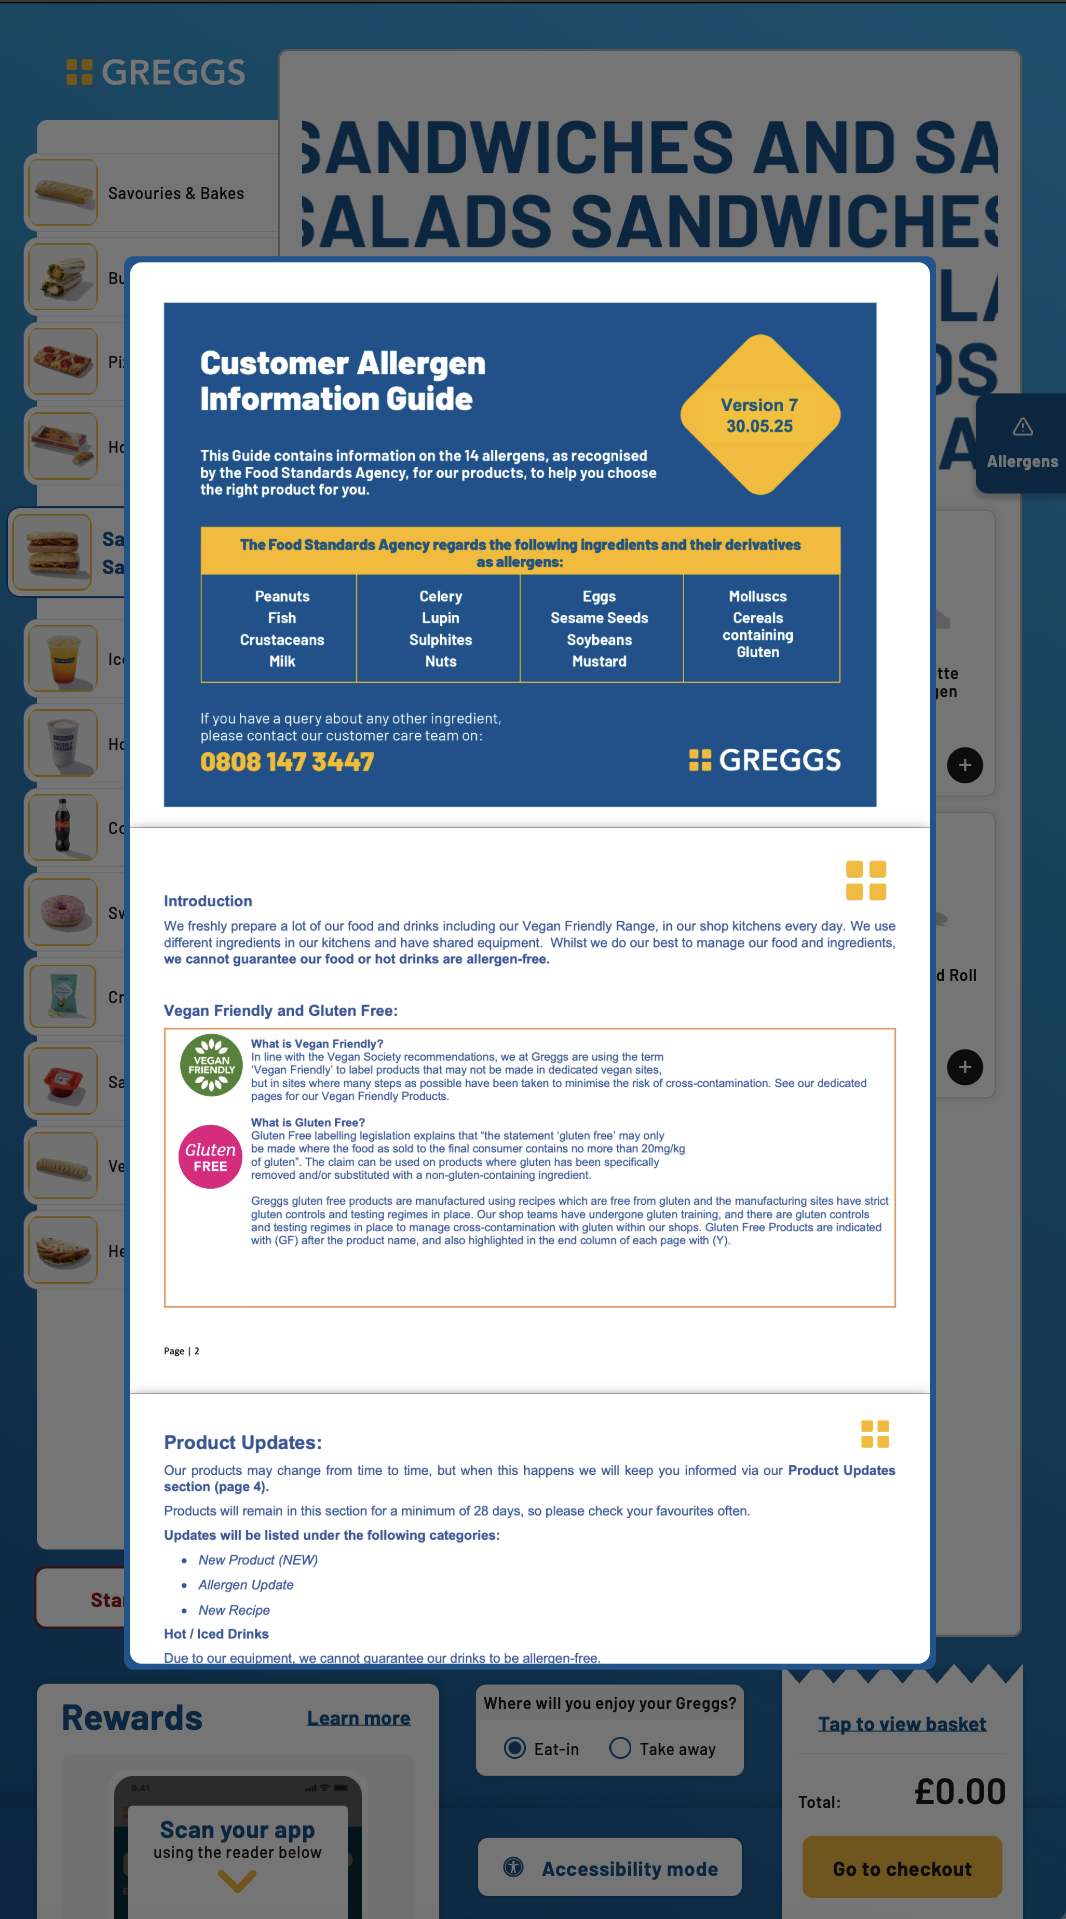 GREGGS
SANDWICHES AND SA
SALADS SANDWICHES
LA
DS
A
Savouries & Bakes
Bu
Pi
Ho
Sa
Sa
Ic
Ho
Co
Sw
Cr
Sa
Ve
He
Allergens
tte
gen
d Roll
Customer Allergen
Information Guide
Version 7
30.05.25
This Guide contains information on the 14 allergens, as recognised
by the Food Standards Agency, for our products, to help you choose
the right product for you.
The Food Standards Agency regards the following ingredients and their derivatives
as allergens:
Peanuts
Fish
Crustaceans
Milk
Celery
Lupin
Sulphites
Nuts
Eggs
Sesame Seeds
Soybeans
Mustard
Molluscs
Cereals
containing
Gluten
If you have a query about any other ingredient,
please contact our customer care team on:
0808 147 3447
GREGGS
Introduction
We freshly prepare a lot of our food and drinks including our Vegan Friendly Range, in our shop kitchens every day. We use
different ingredients in our kitchens and have shared equipment. Whilst we do our best to manage our food and ingredients,
we cannot guarantee our food or hot drinks are allergen-free.
Vegan Friendly and Gluten Free:
VEGAN
FRIENDLY
What is Vegan Friendly?
In line with the Vegan Society recommendations, we at Greggs are using the term
'Vegan Friendly' to label products that may not be made in dedicated vegan sites,
but in sites where many steps as possible have been taken to minimise the risk of cross-contamination. See our dedicated
pages for our Vegan Friendly Products.
Gluten
FREE
What is Gluten Free?
Gluten Free labelling legislation explains that "the statement 'gluten free' may only
be made where the food as sold to the final consumer contains no more than 20mg/kg
of gluten". The claim can be used on products where gluten has been specifically
removed and/or substituted with a non-gluten-containing ingredient.
Greggs gluten free products are manufactured using recipes which are free from gluten and the manufacturing sites have strict
gluten controls and testing regimes in place. Our shop teams have undergone gluten training, and there are gluten controls
and testing regimes in place to manage cross-contamination with gluten within our shops. Gluten Free Products are indicated
with (GF) after the product name, and also highlighted in the end column of each page with (Y).
Page | 2
Product Updates:
Our products may change from time to time, but when this happens we will keep you informed via our Product Updates
section (page 4).
Products will remain in this section for a minimum of 28 days, so please check your favourites often.
Updates will be listed under the following categories:
• New Product (NEW)
• Allergen Update
• New Recipe
Hot / Iced Drinks
Due to our equipment, we cannot guarantee our drinks to be allergen-free.
Sta
Rewards
Learn more
9:41
Scan your app
using the reader below
Where will you enjoy your Greggs?
Eat-in
Take away
Accessibility mode
Tap to view basket
Total:
£0.00
Go to checkout